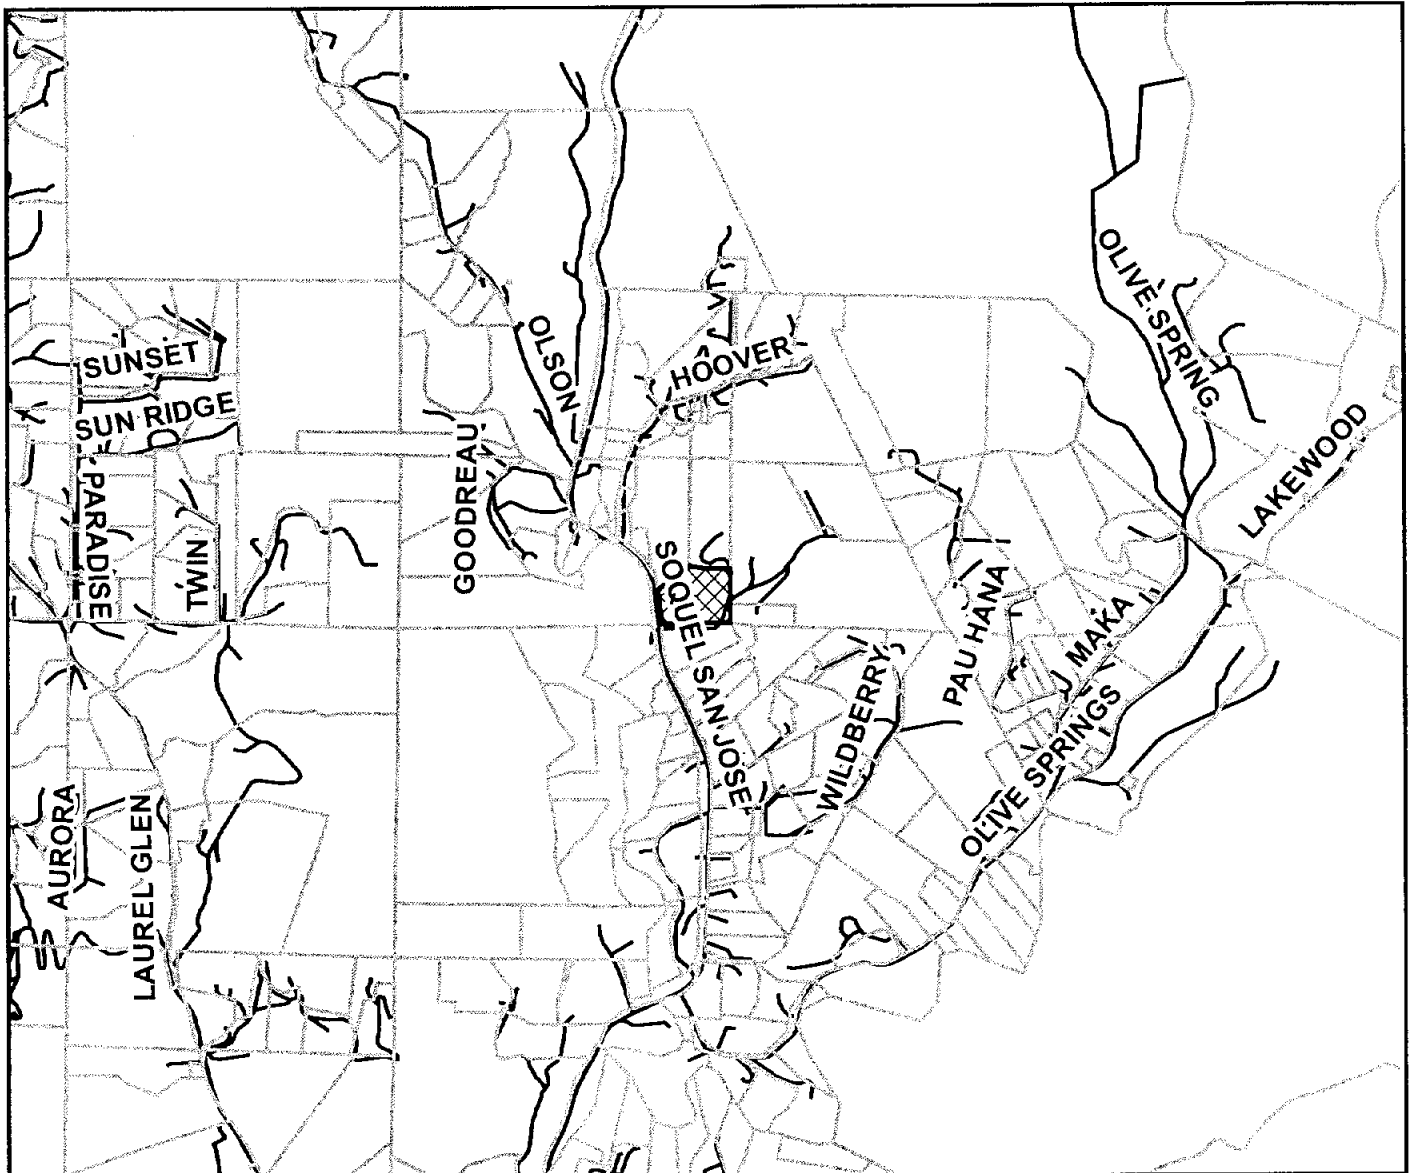 OLIVE SPRING
OLSON
HOOVER
SUNSET
SUN RIDGE
LAKEWOOD
GOODREAU
PARADISE
TWIN
SOQUEL SAN JOSE
PAU HANA
MAKA
WILDBERRY
OLIVE SPRINGS
AURORA
LAUREL GLEN